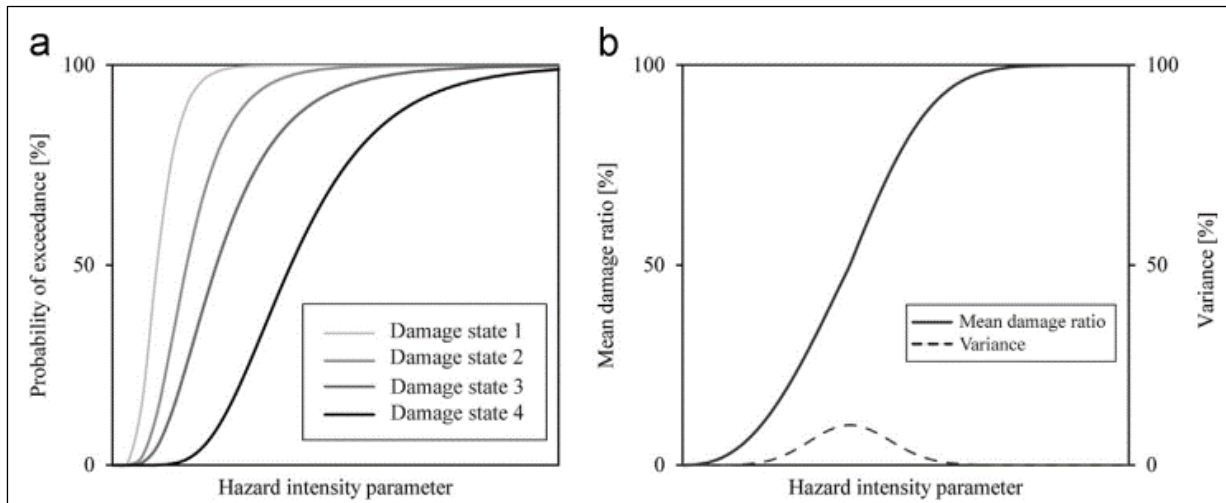 a
100
50
0
Probability of exceedance [%]
Hazard intensity parameter
Damage state 1
Damage state 2
Damage state 3
Damage state 4
b
100
50
0
Mean damage ratio [%]
Hazard intensity parameter
Mean damage ratio
Variance
100
50
0
Variance [%]